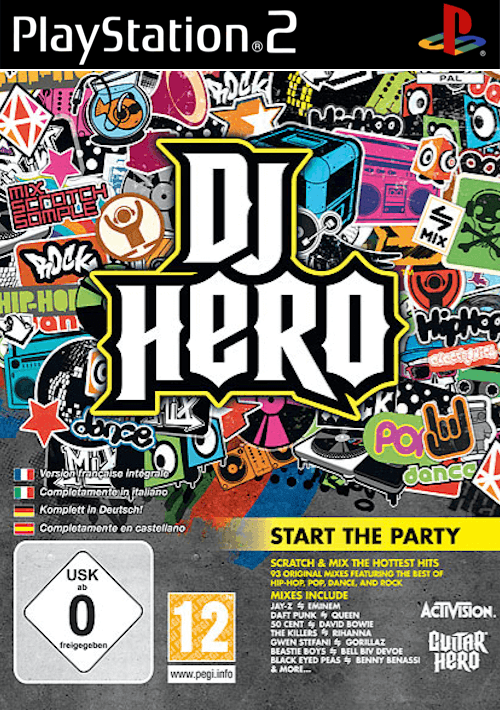 PlayStation®2
PAL
ROCK
Hip Hop
MIX
SCRATCH
SAMPLE
MIX
ROCK
DJ
HERO
HIP-HOP
Hip Hop
dance
MIX
POP
dance
Version française intégrale
Completamente in italiano
Komplett in Deutsch!
Completamente en castellano
START THE PARTY
SCRATCH & MIX THE HOTTEST HITS
93 ORIGINAL MIXES FEATURING THE BEST OF
HIP-HOP, POP, DANCE, AND ROCK
MIXES INCLUDE
JAY-Z EMINEM
DAFT PUNK QUEEN
50 CENT DAVID BOWIE
THE KILLERS RIHANNA
GWEN STEFANI GORILLAZ
BEASTIE BOYS BELL BIV DEVOE
BLACK EYED PEAS BENNY BENASSI
& MORE...
USK
ab
0
freigegeben
12
www.pegi.info
ACTIVISION.
GUITAR
HERO